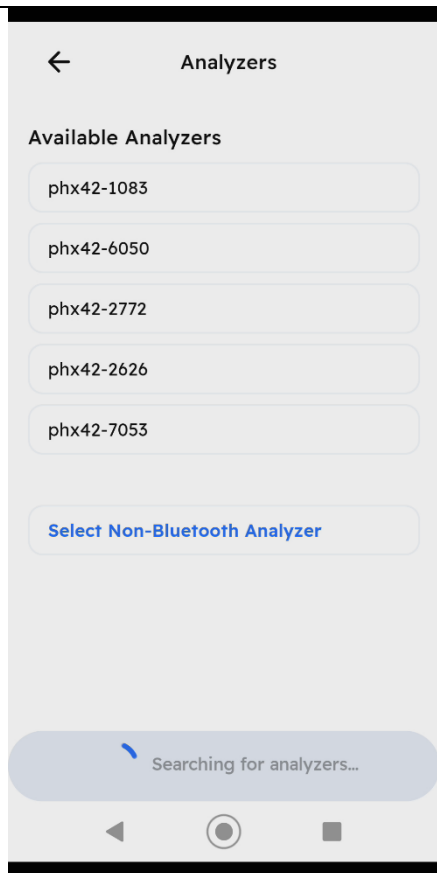 Analyzers
Available Analyzers
phx42-1083
phx42-6050
phx42-2772
phx42-2626
phx42-7053
Select Non-Bluetooth Analyzer
Searching for analyzers...